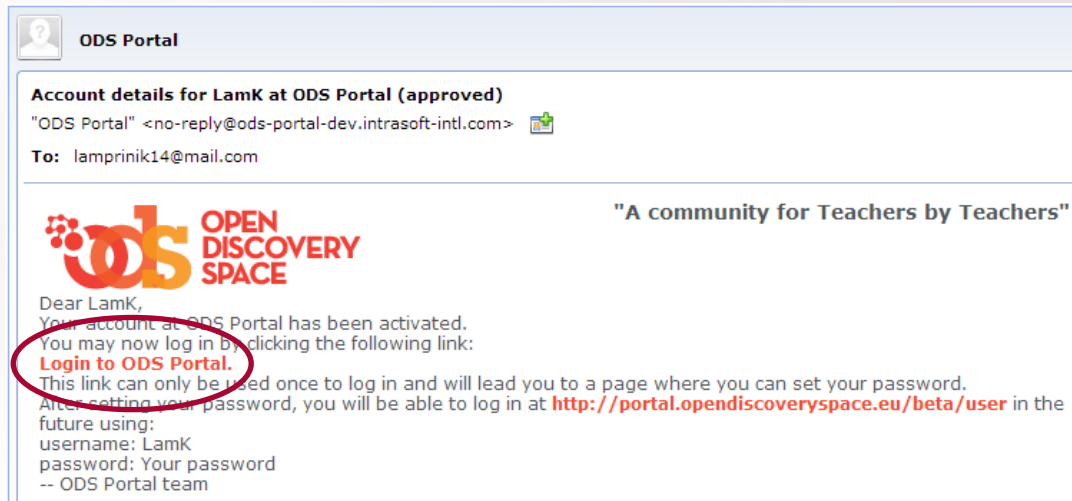 ODS Portal
Account details for LamK at ODS Portal (approved)
"ODS Portal" <no-reply@ods-portal-dev.intrasoft-intl.com>
To: lamprinik14@mail.com
"A community for Teachers by Teachers"
ods OPEN
DISCOVERY
SPACE
Dear LamK,
Your account at ODS Portal has been activated.
You may now log in by clicking the following link:
Login to ODS Portal.
This link can only be used once to log in and will lead you to a page where you can set your password.
After setting your password, you will be able to log in at http://portal.opendiscoveryspace.eu/beta/user in the
future using:
username: LamK
password: Your password
-- ODS Portal team